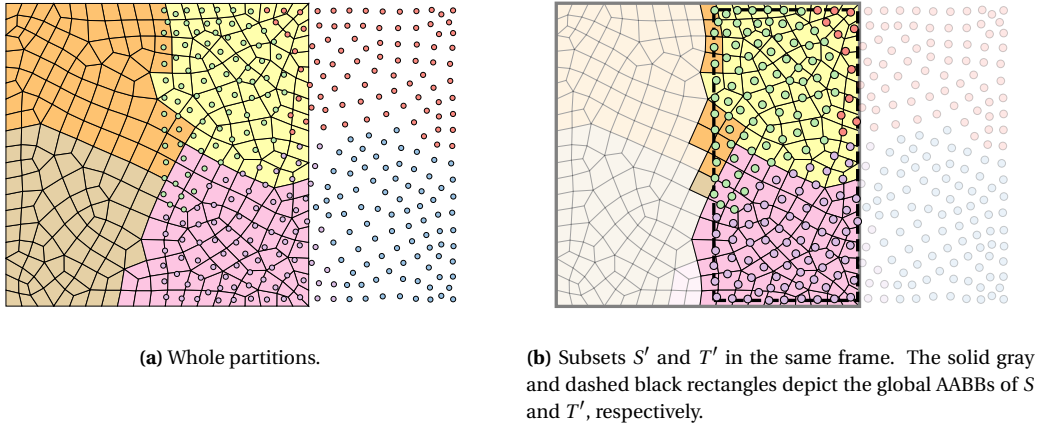 (a) Whole partitions.
(b) Subsets S′ and T′ in the same frame. The solid gray
and dashed black rectangles depict the global AABBs of S
and T′, respectively.